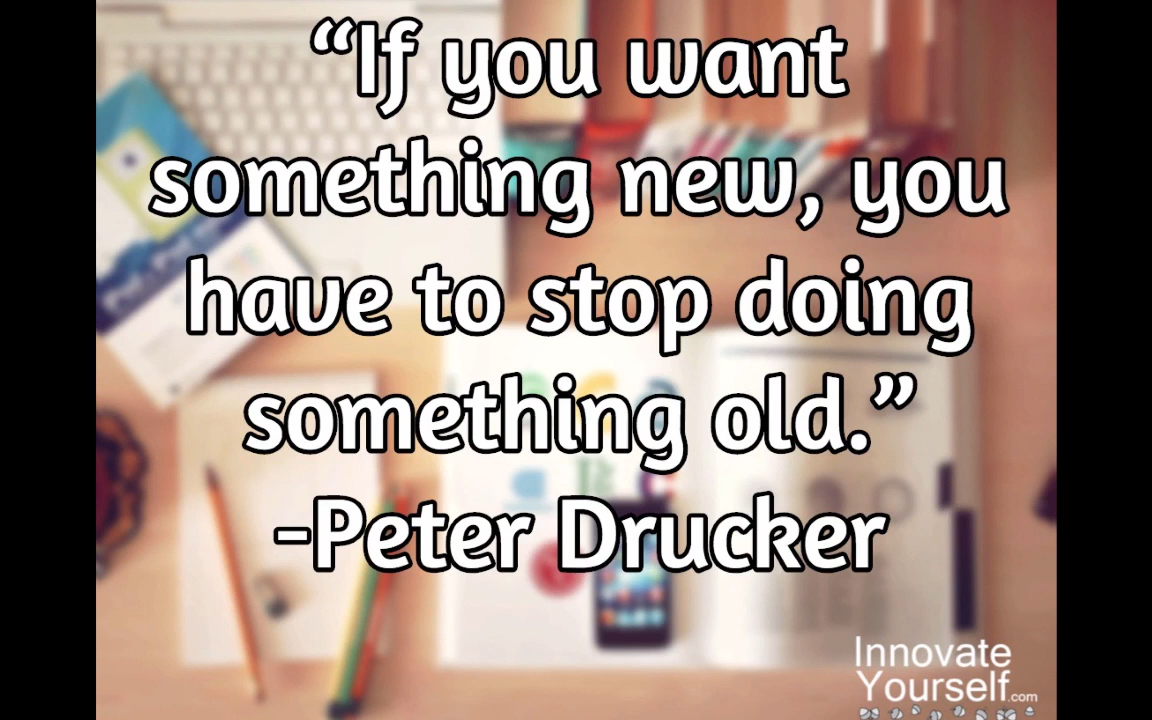 “If you want
something new, you
have to stop doing
something old.”
-Peter Drucker
Innovate
Yourself.com